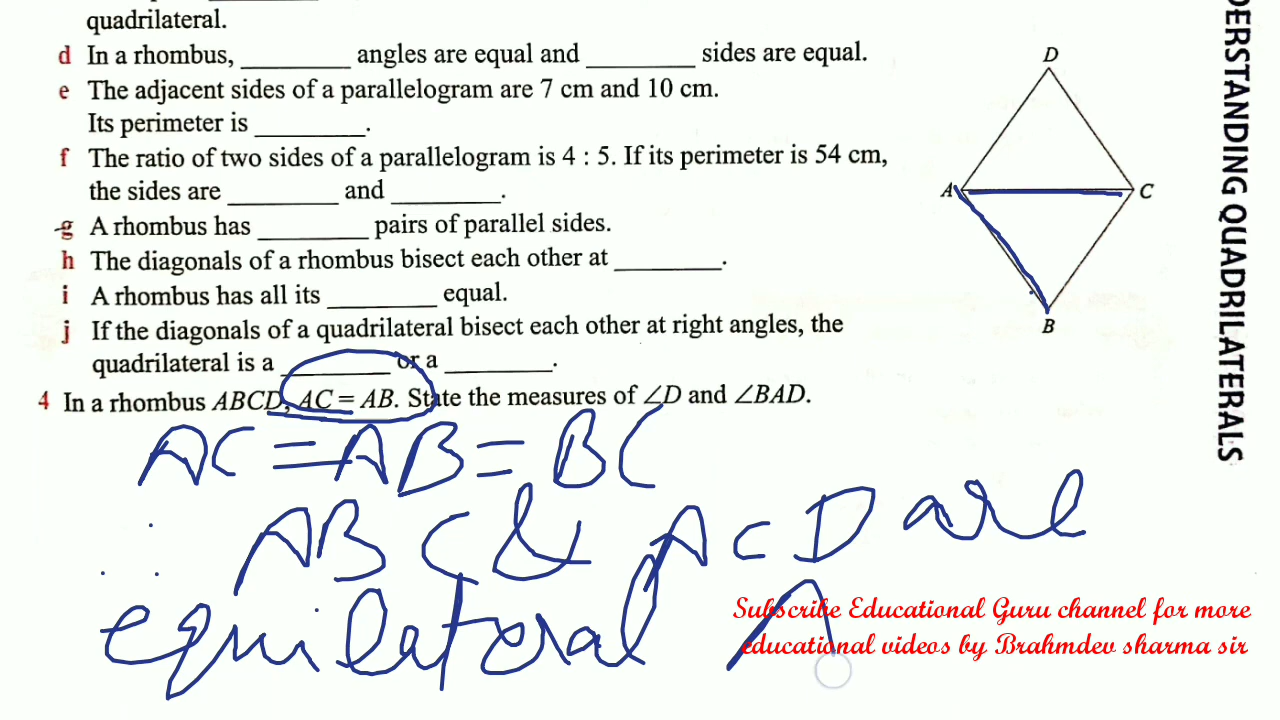 quadrilateral.
d In a rhombus, ________ angles are equal and ________ sides are equal.
e The adjacent sides of a parallelogram are 7 cm and 10 cm.
Its perimeter is ________.
f The ratio of two sides of a parallelogram is 4 : 5. If its perimeter is 54 cm,
the sides are ________ and ________.
g A rhombus has ________ pairs of parallel sides.
h The diagonals of a rhombus bisect each other at ________.
i A rhombus has all its ________ equal.
j If the diagonals of a quadrilateral bisect each other at right angles, the
quadrilateral is a ________ or a ________.
4 In a rhombus ABCD, AC = AB. State the measures of ∠D and ∠BAD.
D
A
C
B
DERSTANDING QUADRILATERALS
AC = AB = BC
∴ ABC & ACD are
equilateral
Subscribe Educational Guru channel for more
educational videos by Brahmdev sharma sir